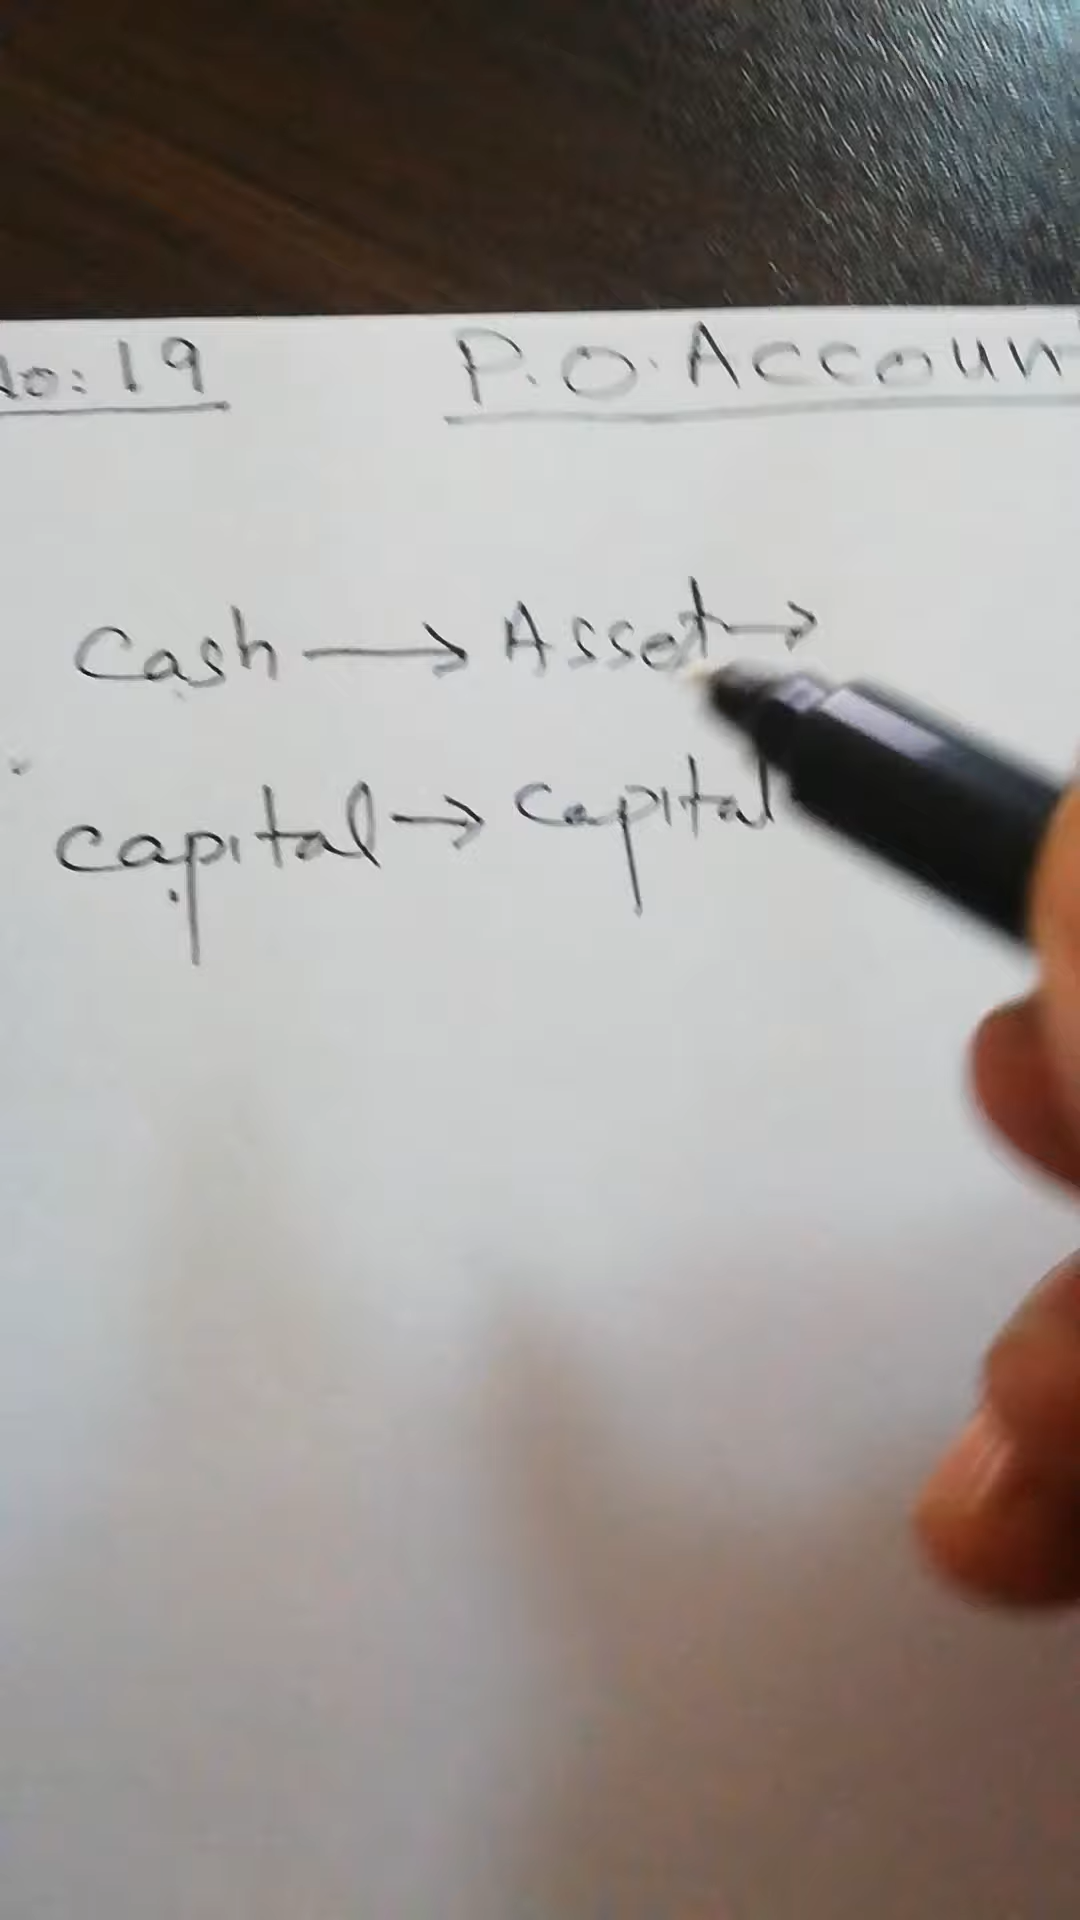 No: 19 P.O. Accoun
Cash → Asset →
Capital → Capital